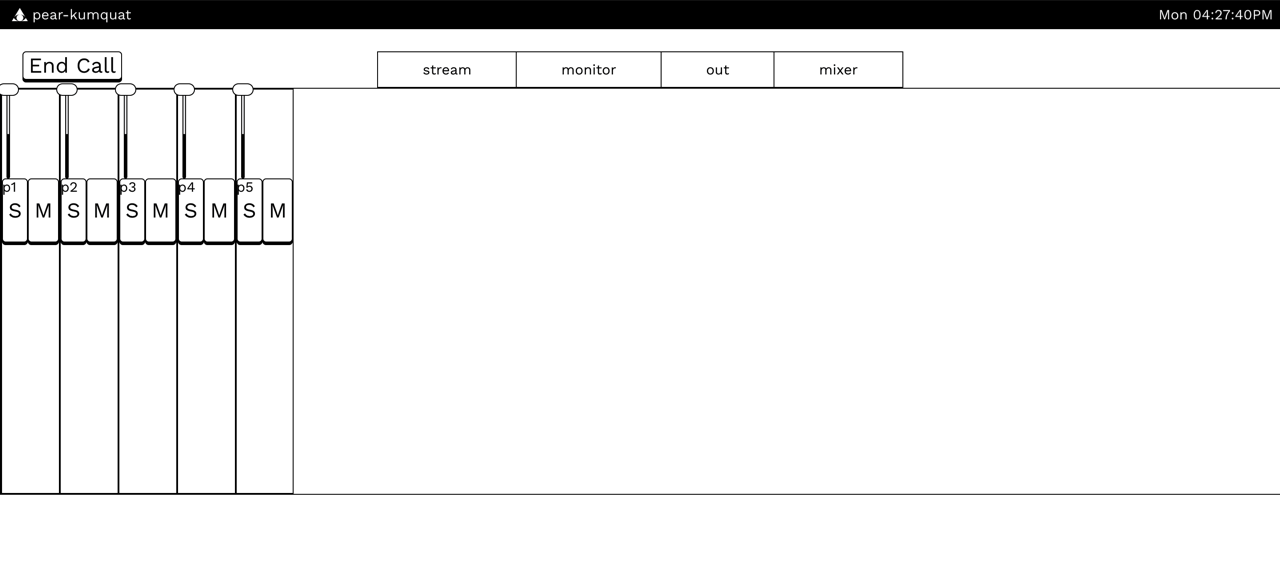 pear-kumquat Mon 04:27:40PM
End Call stream monitor out mixer
p1 p2 p3 p4 p5
S M S M S M S M S M